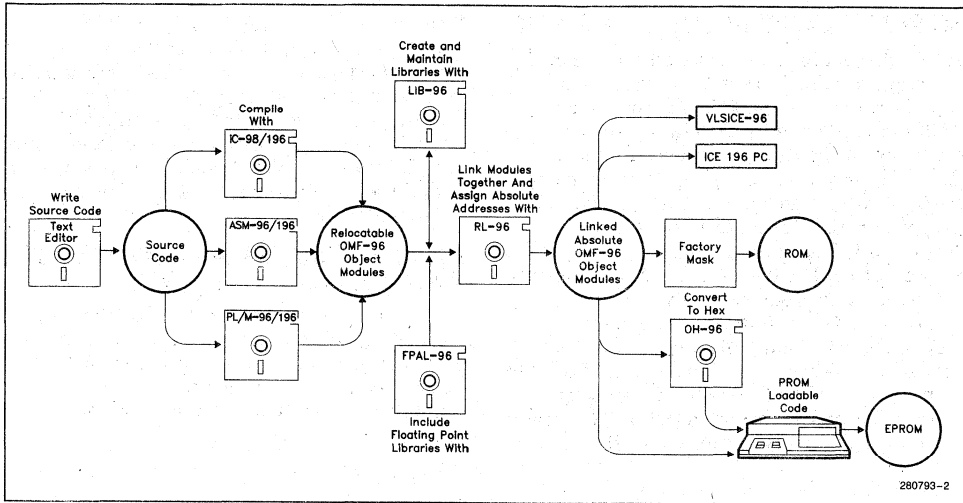 Write
Source Code
Text
Editor
Source
Code
Compile
With
IC-98/196
ASM-96/196
PL/M-96/196
Relocatable
OMF-96
Object
Modules
Create and
Maintain
Libraries With
LIB-96
FPAL-96
Include
Floating Point
Libraries With
Link Modules
Together And
Assign Absolute
Addresses With
RL-96
Linked
Absolute
OMF-96
Object
Modules
VLSICE-96
ICE 196 PC
Factory
Mask
ROM
Convert
To Hex
OH-96
PROM
Loadable
Code
EPROM
280793-2